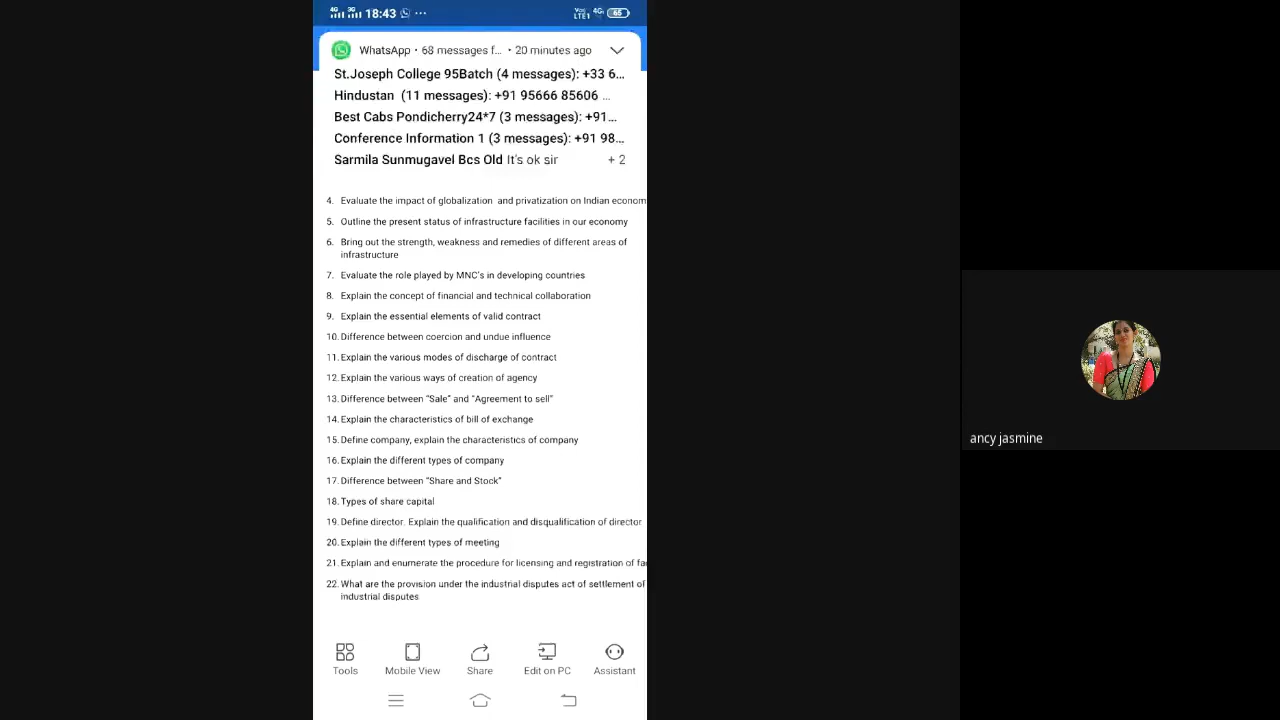 4G 3G 18:43 ...
Vo) LTE1 4G 65
WhatsApp • 68 messages f... • 20 minutes ago
St.Joseph College 95Batch (4 messages): +33 6...
Hindustan (11 messages): +91 95666 85606 ...
Best Cabs Pondicherry24*7 (3 messages): +91...
Conference Information 1 (3 messages): +91 98...
Sarmila Sunmugavel Bcs Old It's ok sir + 2
4. Evaluate the impact of globalization and privatization on Indian econom
5. Outline the present status of infrastructure facilities in our economy
6. Bring out the strength, weakness and remedies of different areas of
infrastructure
7. Evaluate the role played by MNC's in developing countries
8. Explain the concept of financial and technical collaboration
9. Explain the essential elements of valid contract
10. Difference between coercion and undue influence
11. Explain the various modes of discharge of contract
12. Explain the various ways of creation of agency
13. Difference between "Sale" and "Agreement to sell"
14. Explain the characteristics of bill of exchange
15. Define company, explain the characteristics of company
16. Explain the different types of company
17. Difference between "Share and Stock"
18. Types of share capital
19. Define director. Explain the qualification and disqualification of director
20. Explain the different types of meeting
21. Explain and enumerate the procedure for licensing and registration of fa
22. What are the provision under the industrial disputes act of settlement of
industrial disputes
Tools Mobile View Share Edit on PC Assistant
ancy jasmine